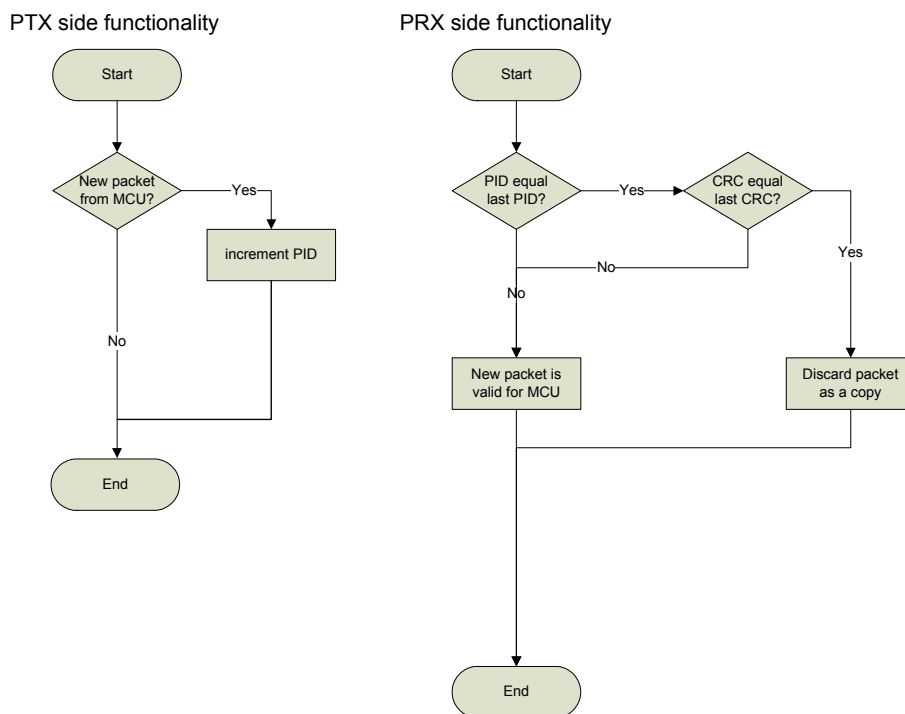 PTX side functionality
Start
New packet
from MCU?
Yes
increment PID
No
End
PRX side functionality
Start
PID equal
last PID?
Yes
CRC equal
last CRC?
No
No
Yes
New packet is
valid for MCU
Discard packet
as a copy
End